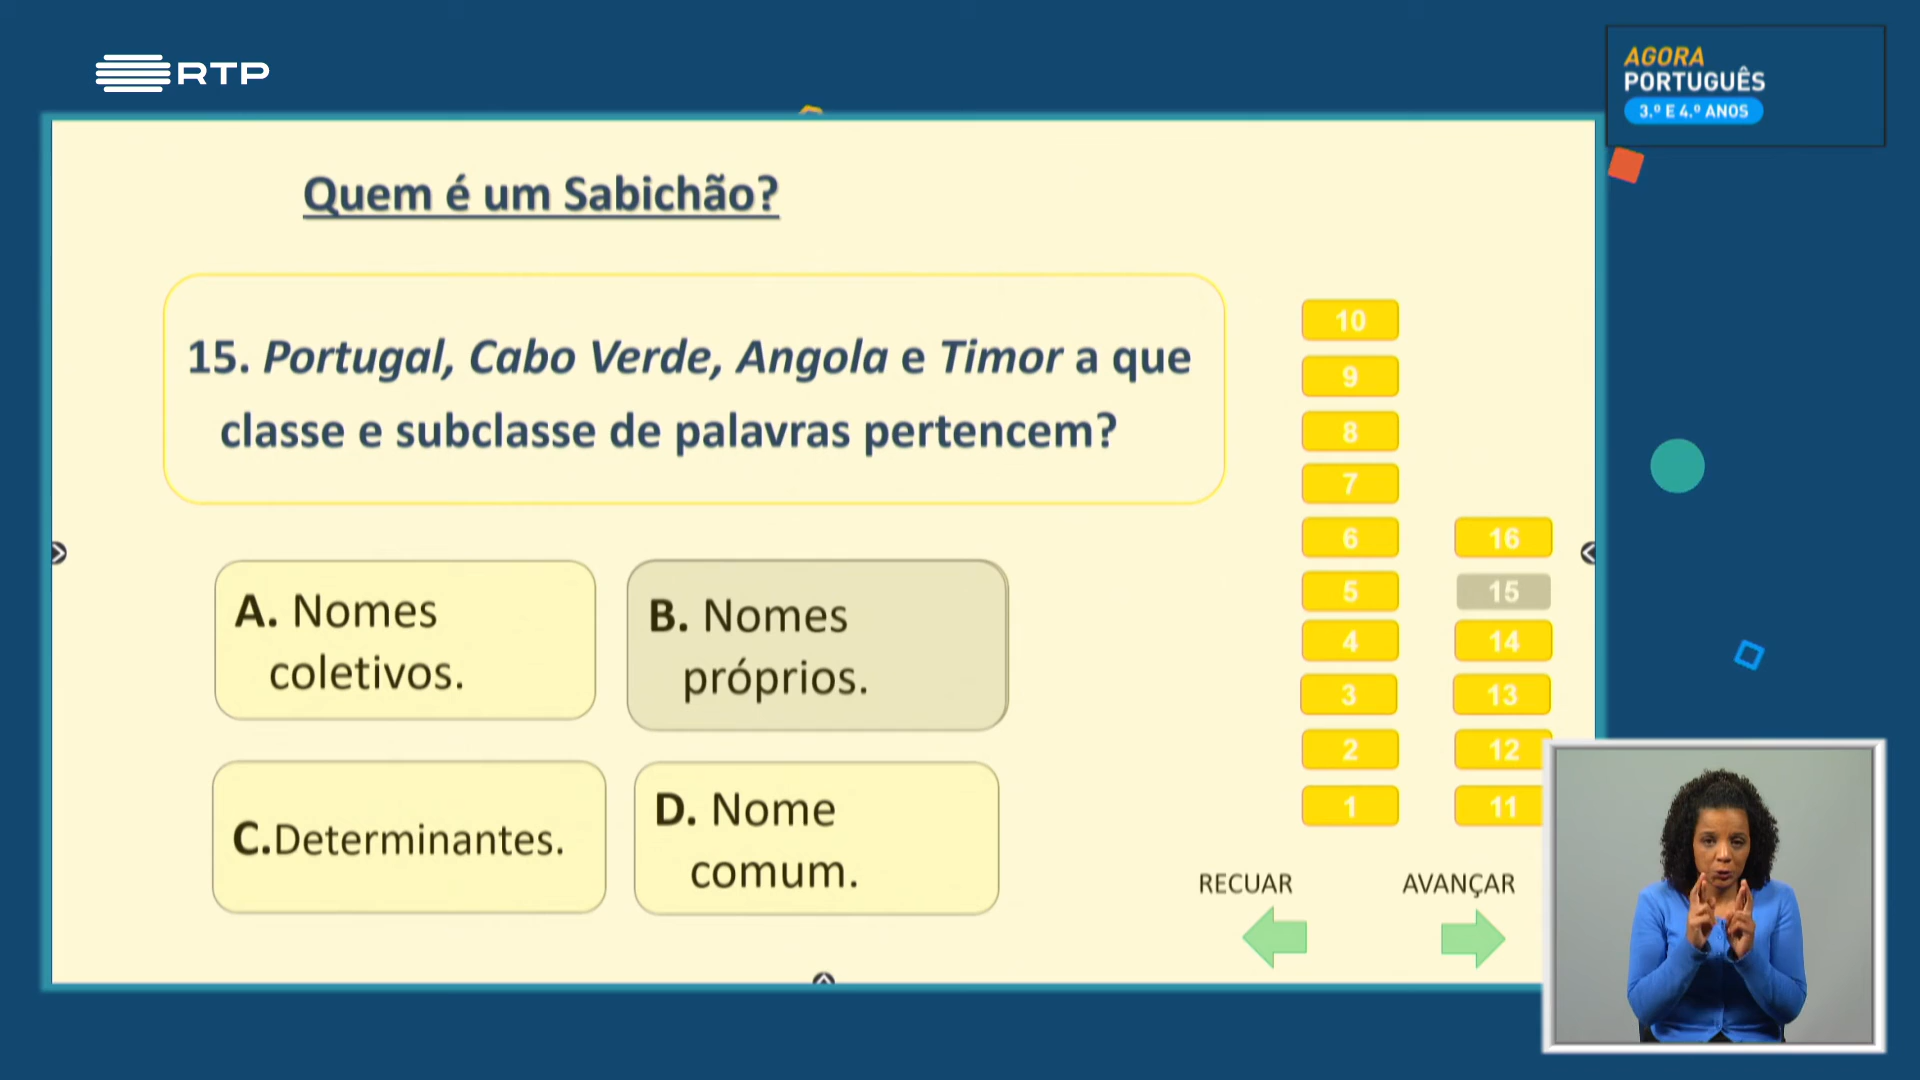 RTP
AGORA
PORTUGUÊS
3.º E 4.º ANOS
Quem é um Sabichão?
15. Portugal, Cabo Verde, Angola e Timor a que
classe e subclasse de palavras pertencem?
A. Nomes
coletivos.
B. Nomes
próprios.
C.Determinantes.
D. Nome
comum.
10
9
8
7
6
5
4
3
2
1
16
15
14
13
12
11
RECUAR
AVANÇAR